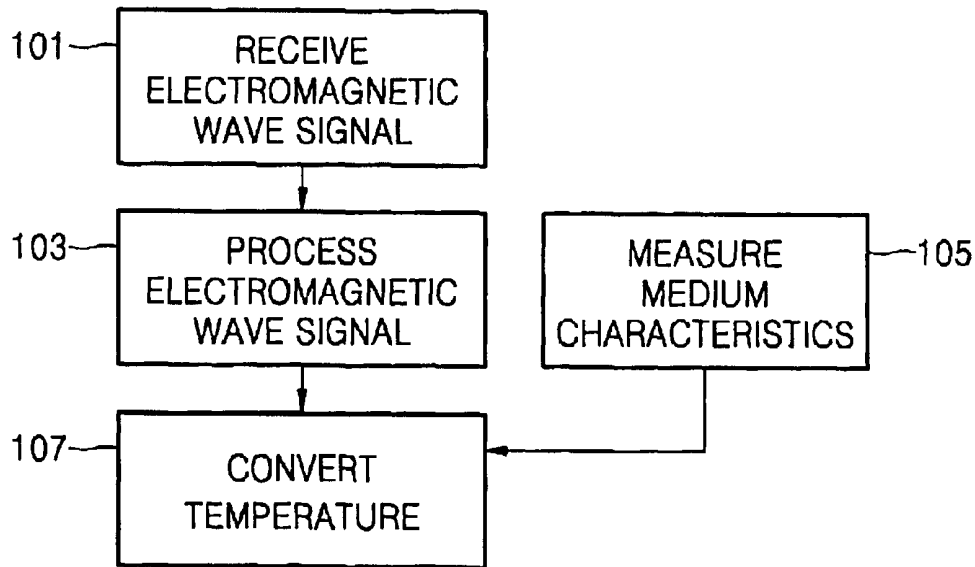 101
RECEIVE
ELECTROMAGNETIC
WAVE SIGNAL
103
PROCESS
ELECTROMAGNETIC
WAVE SIGNAL
MEASURE
MEDIUM
CHARACTERISTICS
105
107
CONVERT
TEMPERATURE